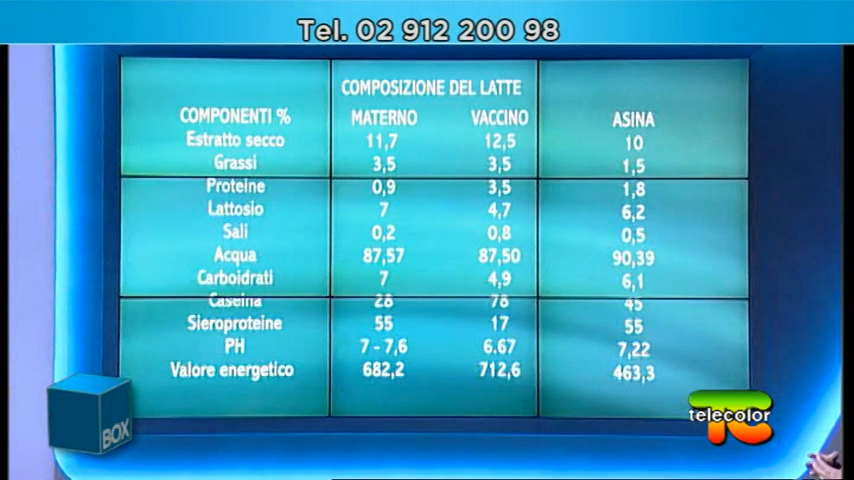 Tel. 02 912 200 98
COMPOSIZIONE DEL LATTE
COMPONENTI % MATERNO VACCINO ASINA
Estratto secco 11,7 12,5 10
Grassi 3,5 3,5 1,5
Proteine 0,9 3,5 1,8
Lattosio 7 4,7 6,2
Sali 0,2 0,8 0,5
Acqua 87,57 87,50 90,39
Carboidrati 7 4,9 6,1
Caseina 28 78 45
Sieroproteine 55 17 55
PH 7 - 7,6 6.67 7,22
Valore energetico 682,2 712,6 463,3
BOX
telecolor
TC